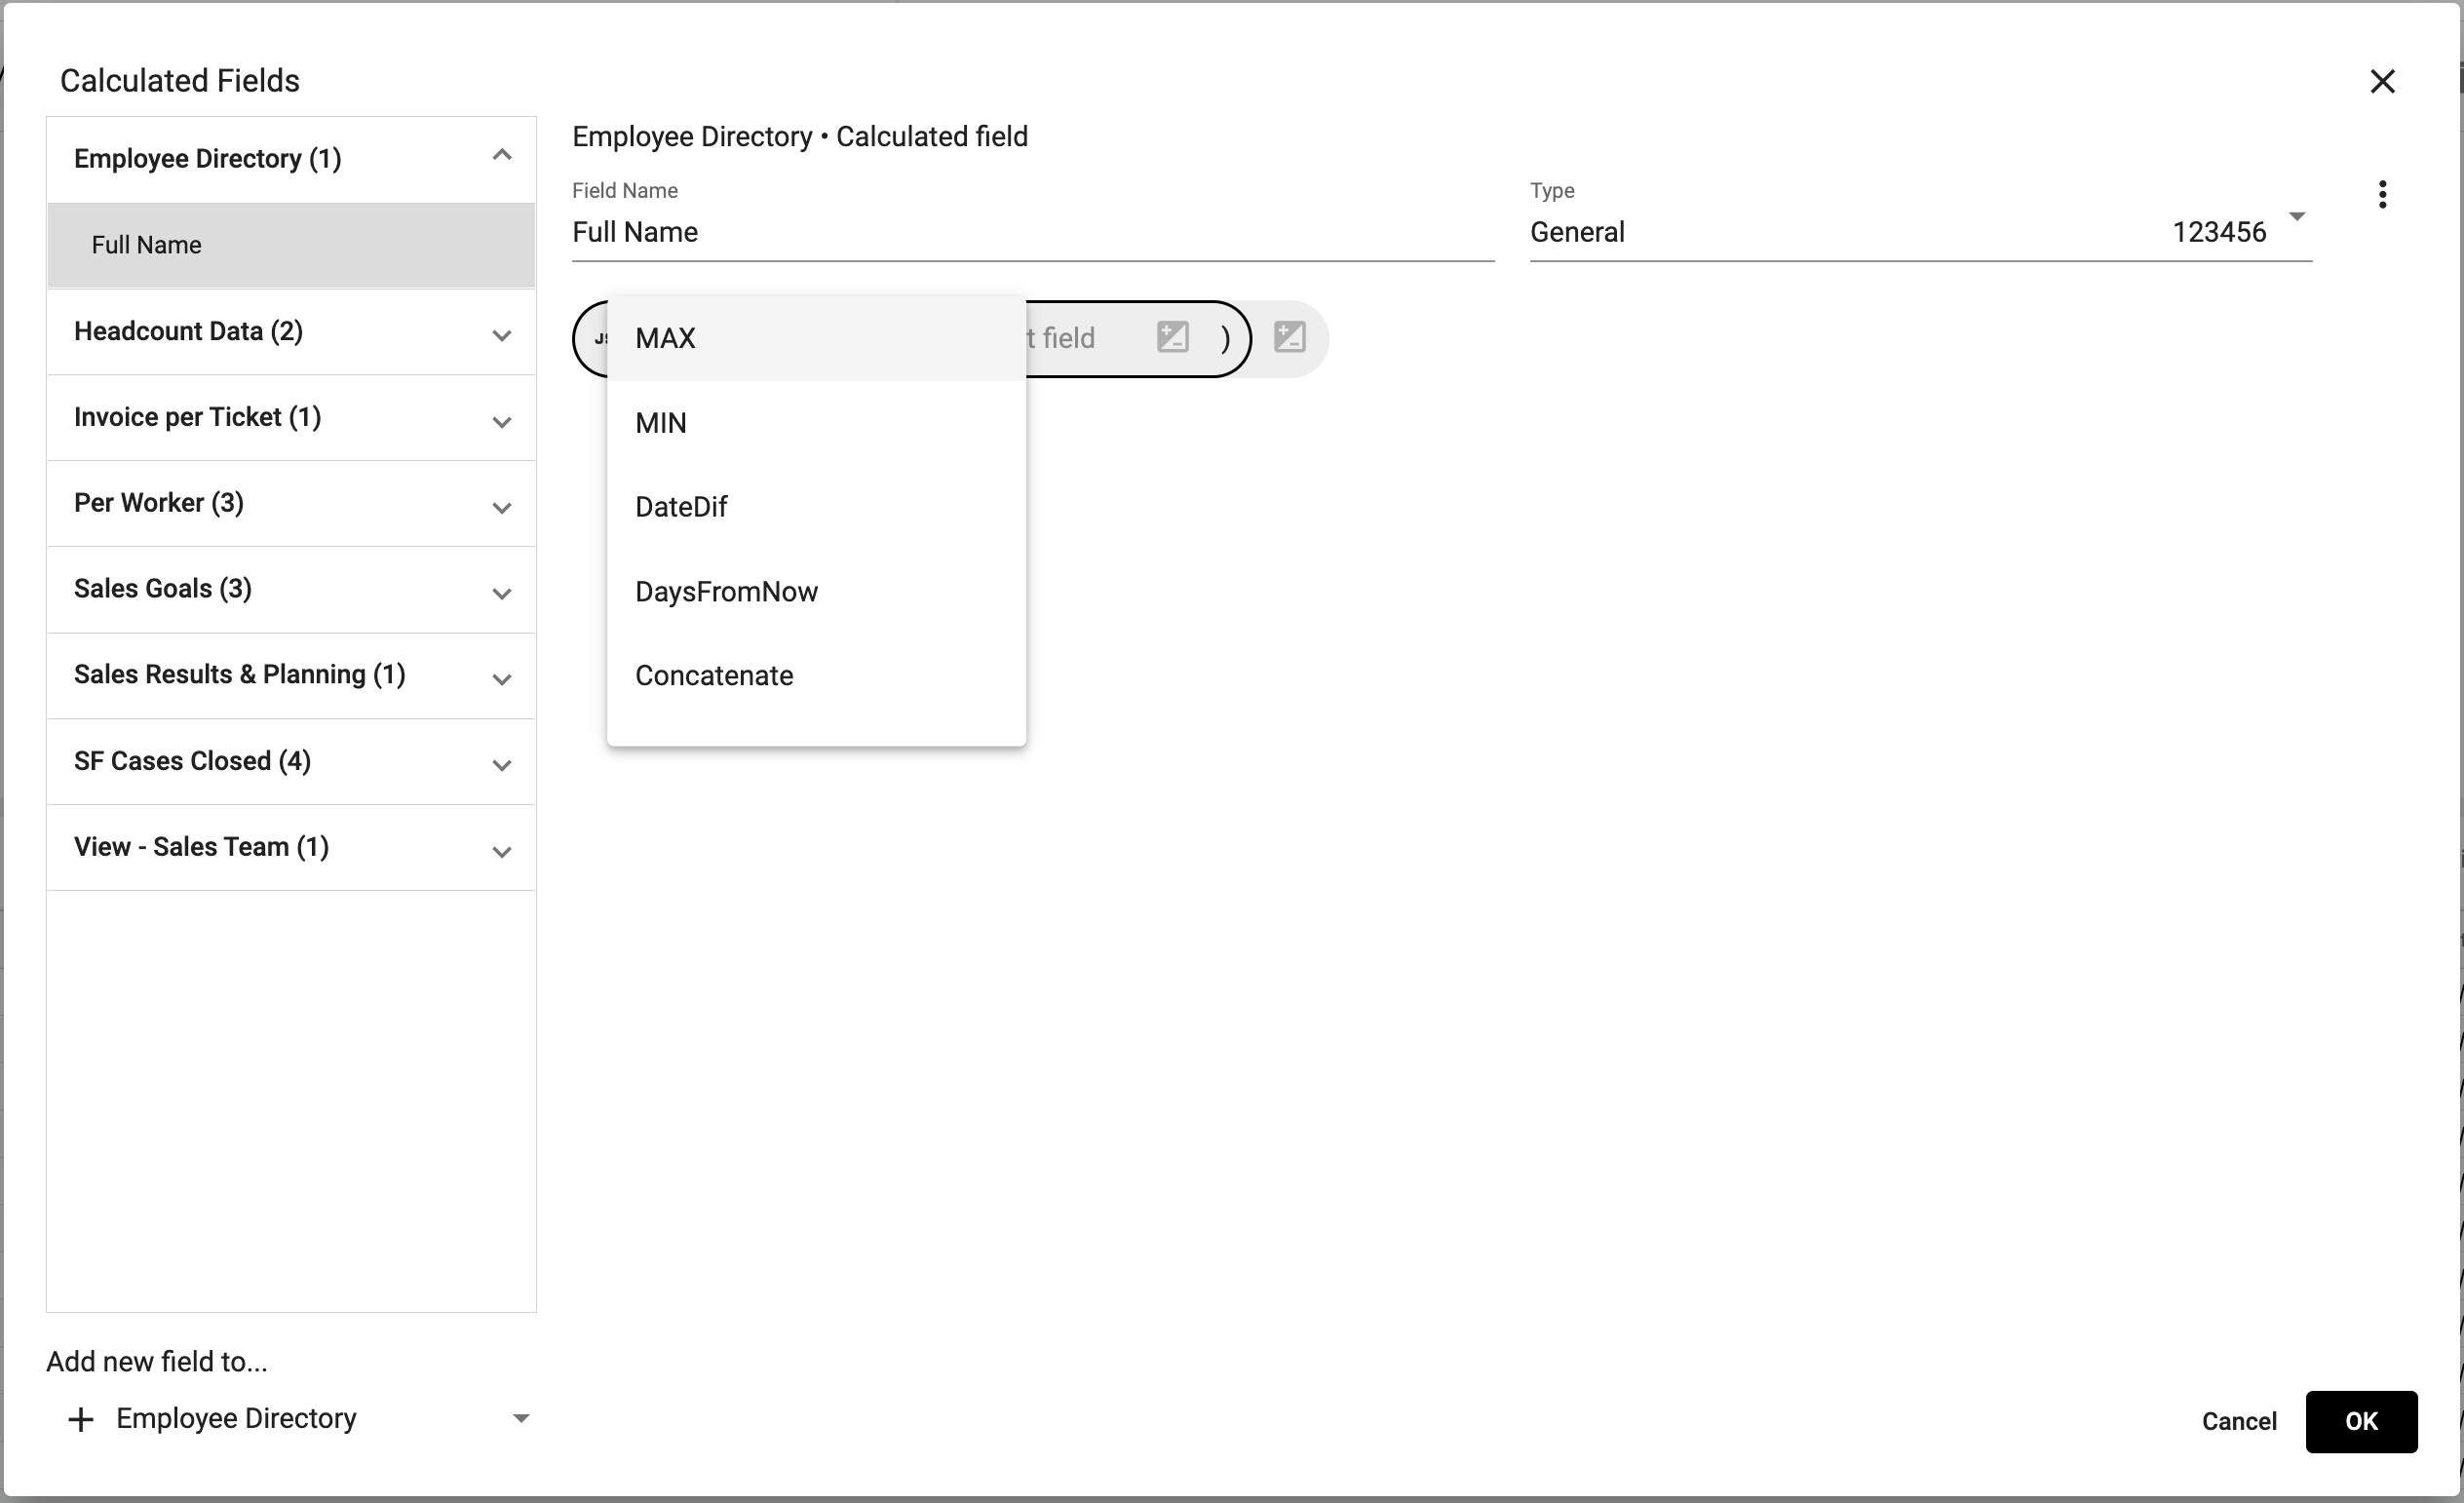 Calculated Fields
Employee Directory (1)
Full Name
Headcount Data (2)
Invoice per Ticket (1)
Per Worker (3)
Sales Goals (3)
Sales Results & Planning (1)
SF Cases Closed (4)
View - Sales Team (1)
Add new field to...
Employee Directory
Employee Directory • Calculated field
Field Name
Full Name
Type
General 123456
MAX
t field )
MIN
DateDif
DaysFromNow
Concatenate
Cancel
OK